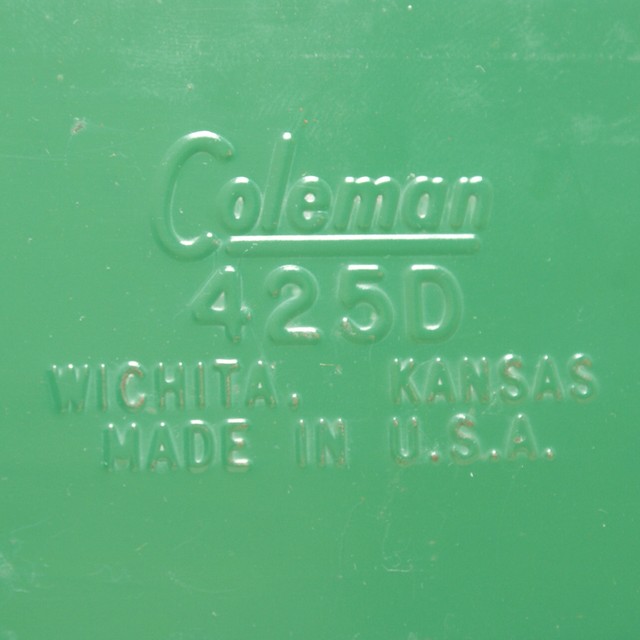 Coleman
425D
WICHITA, KANSAS
MADE IN U.S.A.